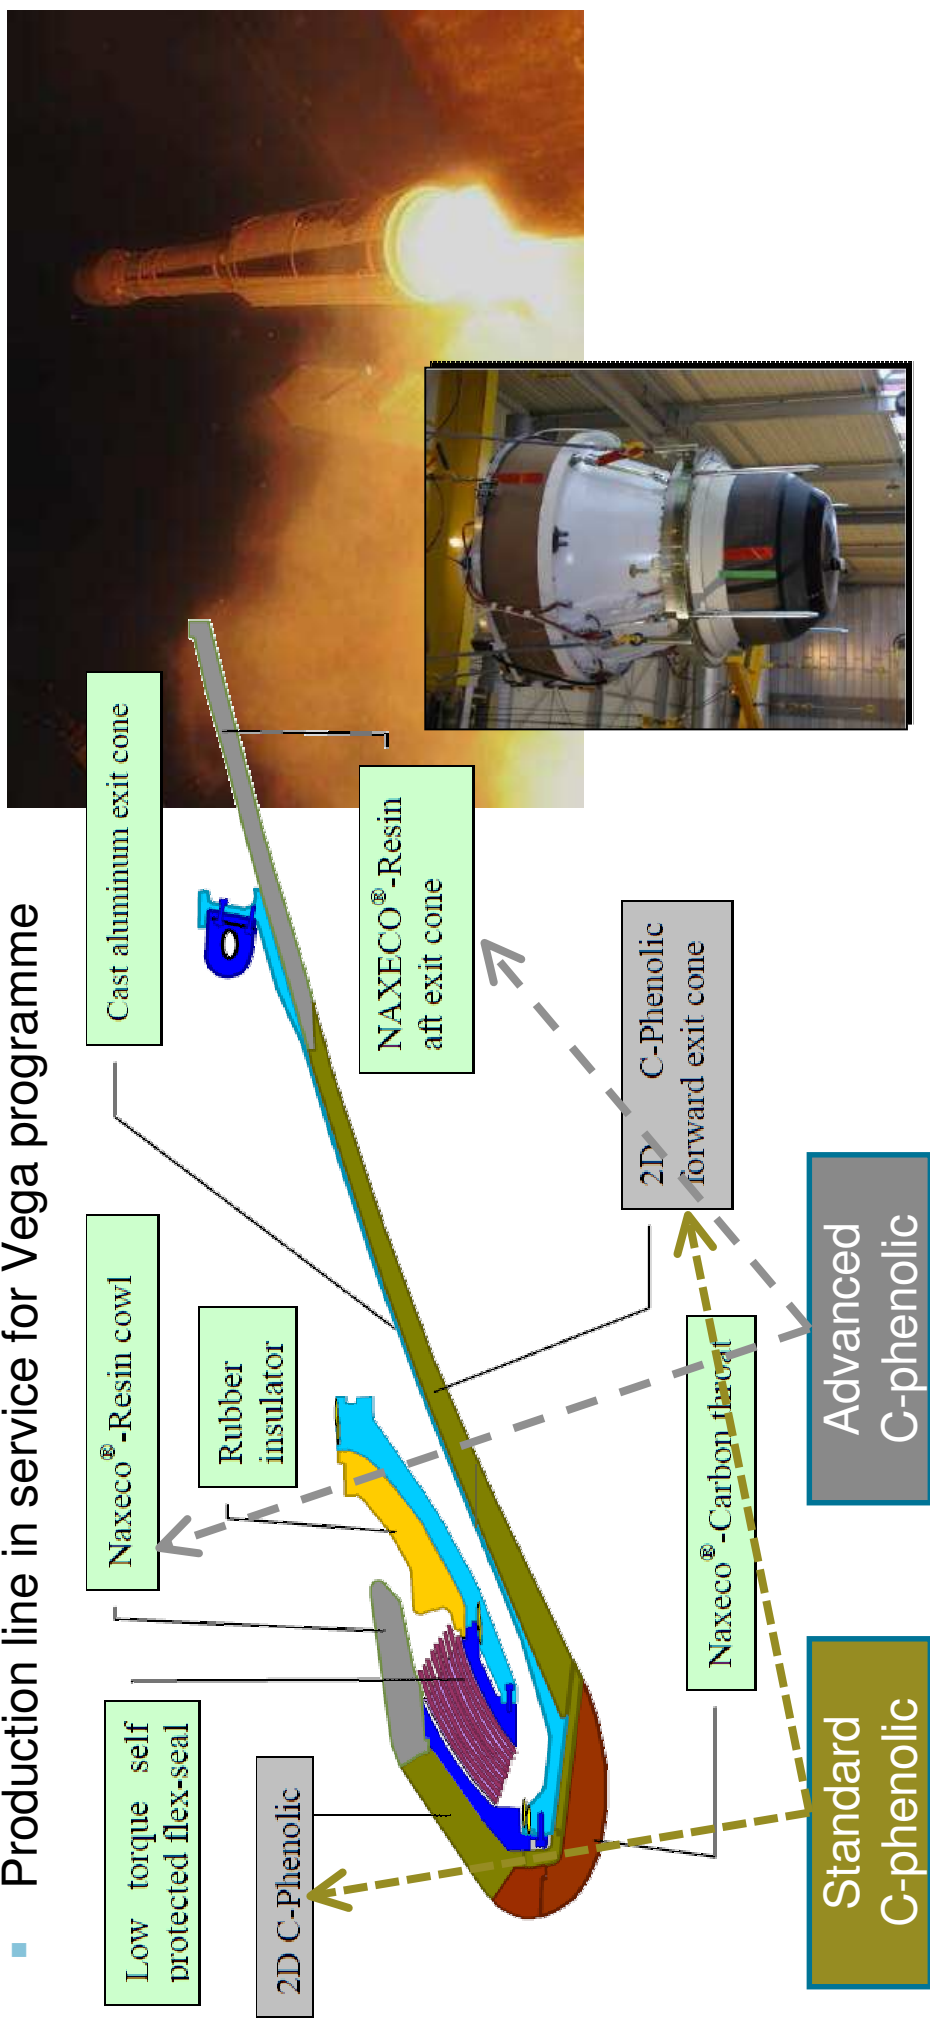 ▪ Production line in service for Vega programme
Low torque self
protected flex-seal
Naxeco®-Resin cowl
Cast aluminum exit cone
Rubber
insulator
2D C-Phenolic
NAXECO®-Resin
aft exit cone
2D C-Phenolic
forward exit cone
Naxeco®-Carbon throat
Standard
C-phenolic
Advanced
C-phenolic